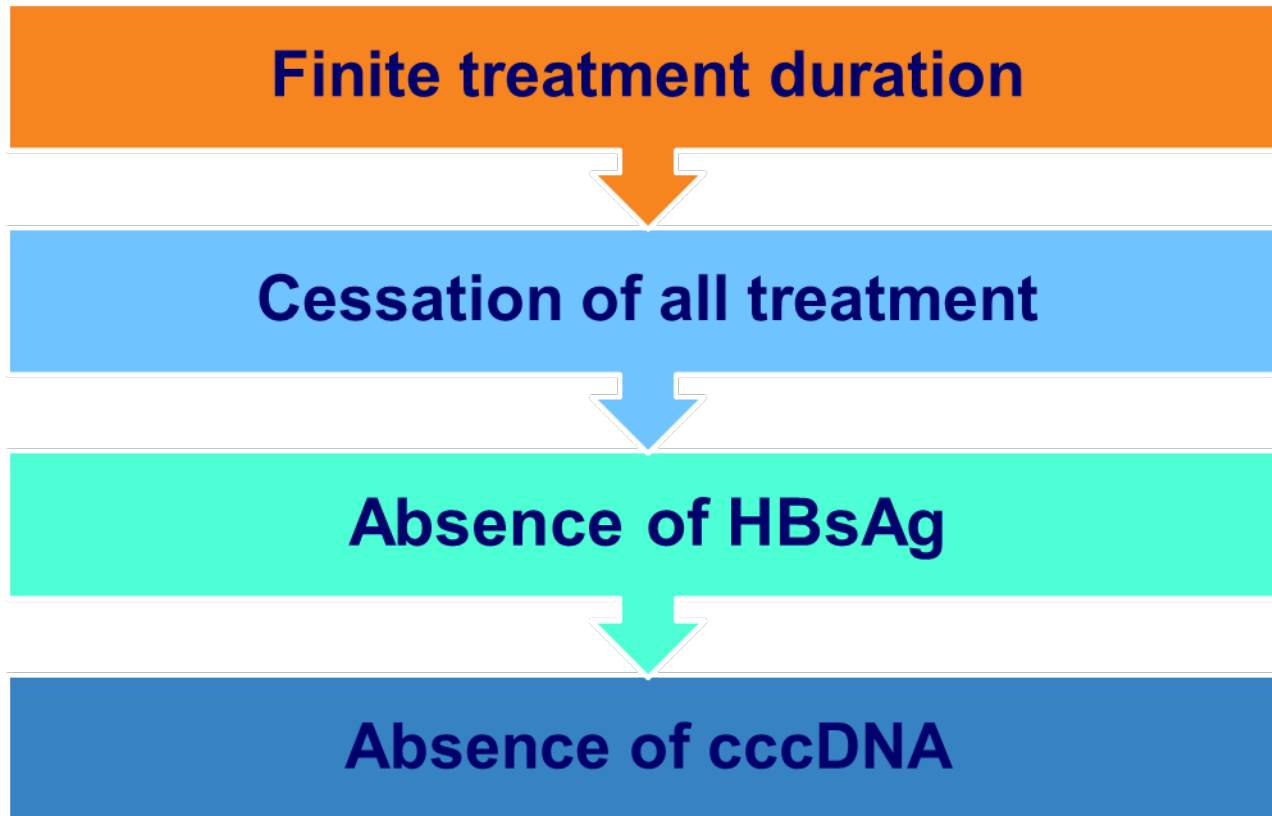 Finite treatment duration
Cessation of all treatment
Absence of HBsAg
Absence of cccDNA